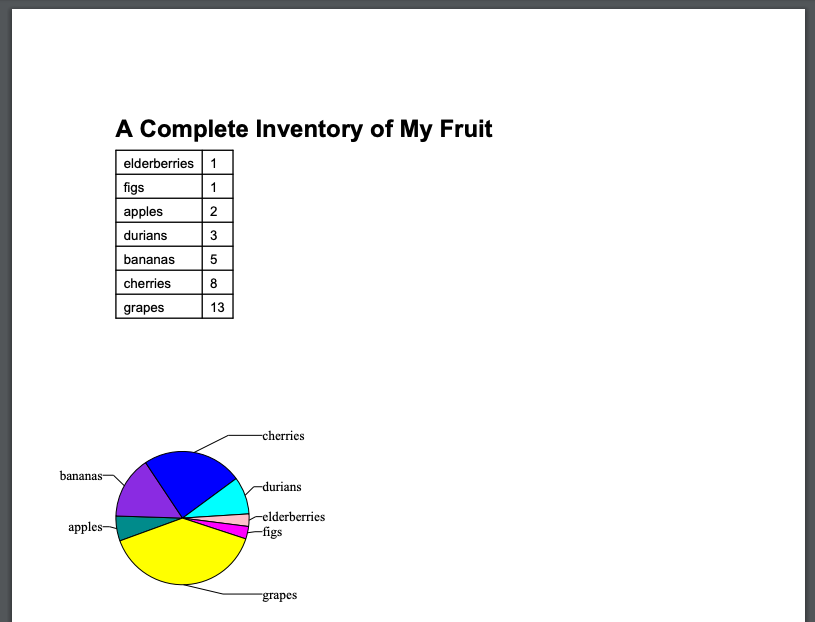 A Complete Inventory of My Fruit
elderberries 1
figs 1
apples 2
durians 3
bananas 5
cherries 8
grapes 13
cherries
bananas
durians
elderberries
apples
figs
grapes